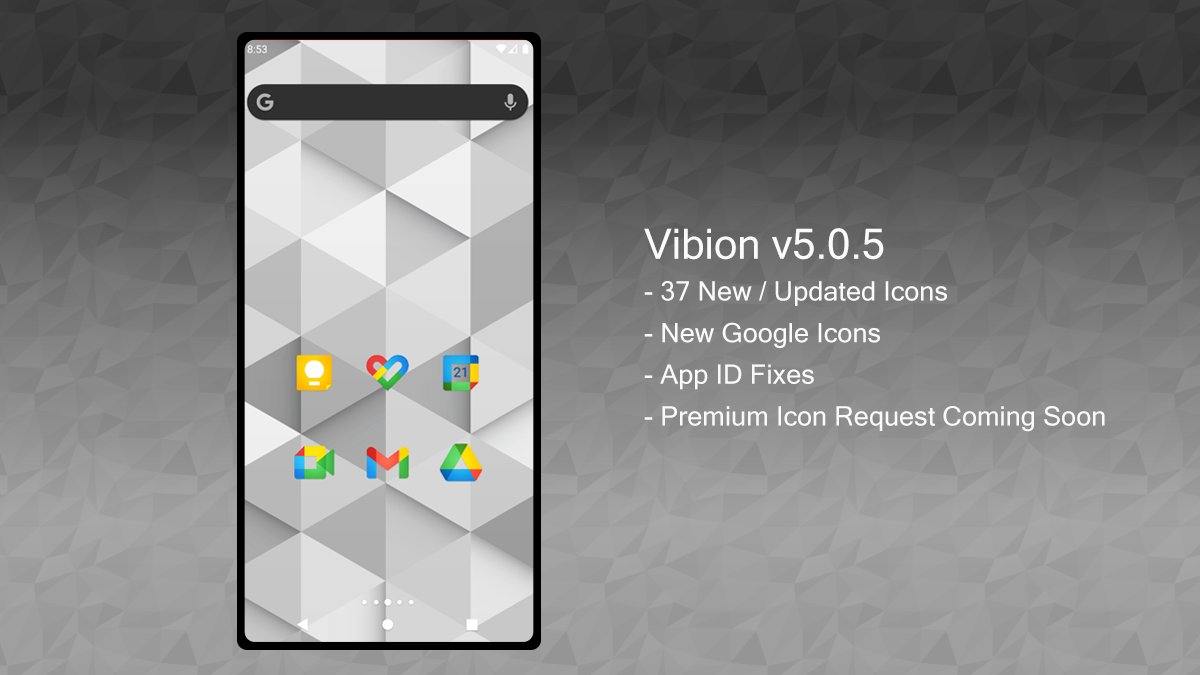 8:53
G
21
Vibion v5.0.5
- 37 New / Updated Icons
- New Google Icons
- App ID Fixes
- Premium Icon Request Coming Soon